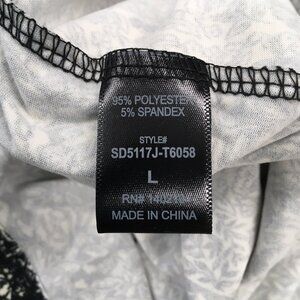 95% POLYESTER
5% SPANDEX
STYLE#
SD5117J-T6058
L
RN#
MADE IN CHINA